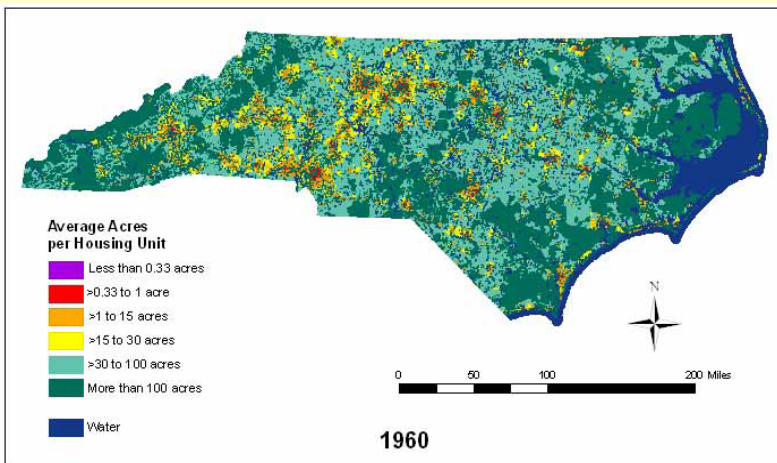 Average Acres
per Housing Unit
Less than 0.33 acres
>0.33 to 1 acre
>1 to 15 acres
>15 to 30 acres
>30 to 100 acres
More than 100 acres
Water
N
0 50 100 200 Miles
1960